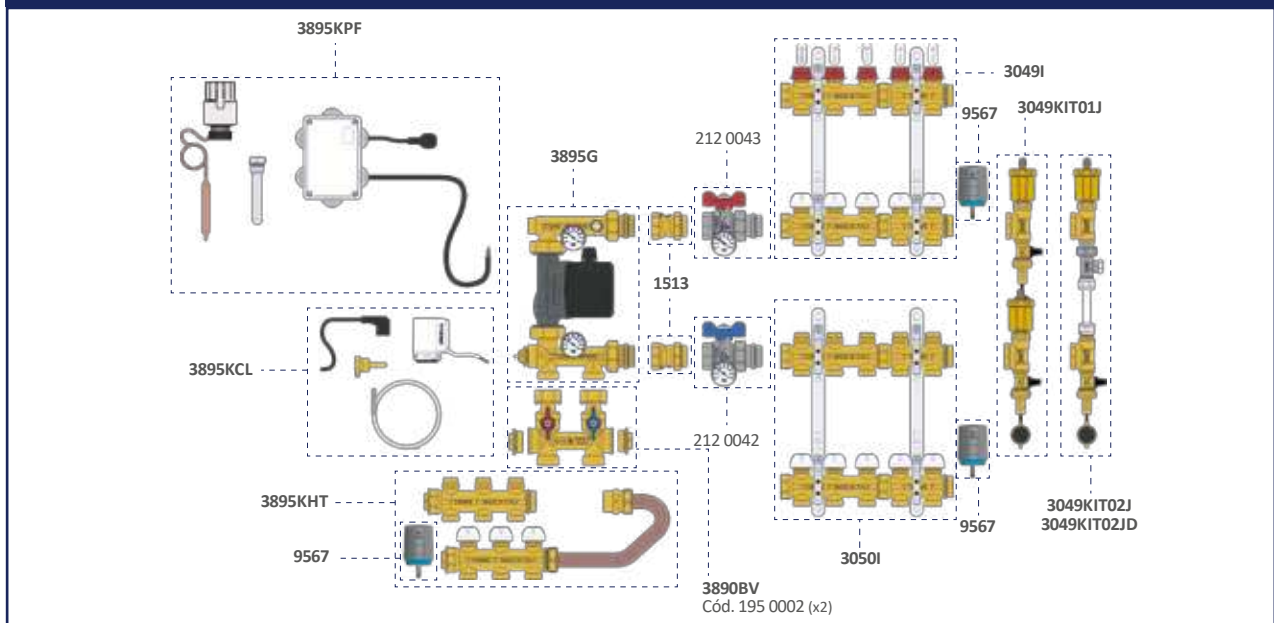 3895KPF
3049I
9567
3049KIT01J
212 0043
3895G
1513
3895KCL
212 0042
3895KHT
9567
9567
3049KIT02J
3049KIT02JD
3050I
3890BV
Cód. 195 0002 (x2)